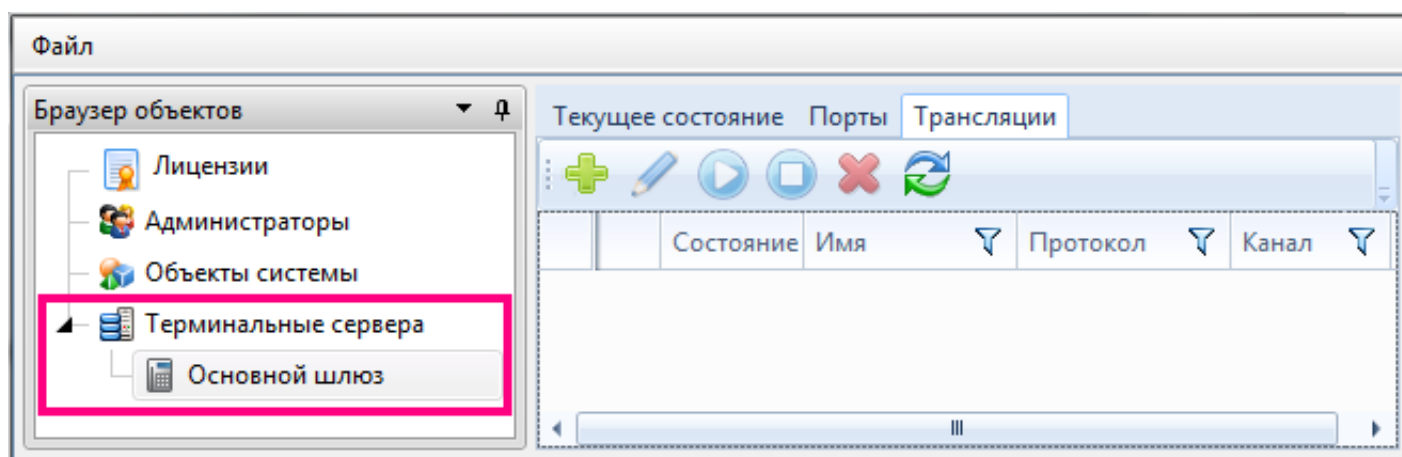 Файл
Браузер объектов
Лицензии
Администраторы
Объекты системы
Терминальные сервера
Основной шлюз
Текущее состояние Порты Трансляции
Состояние Имя Протокол Канал